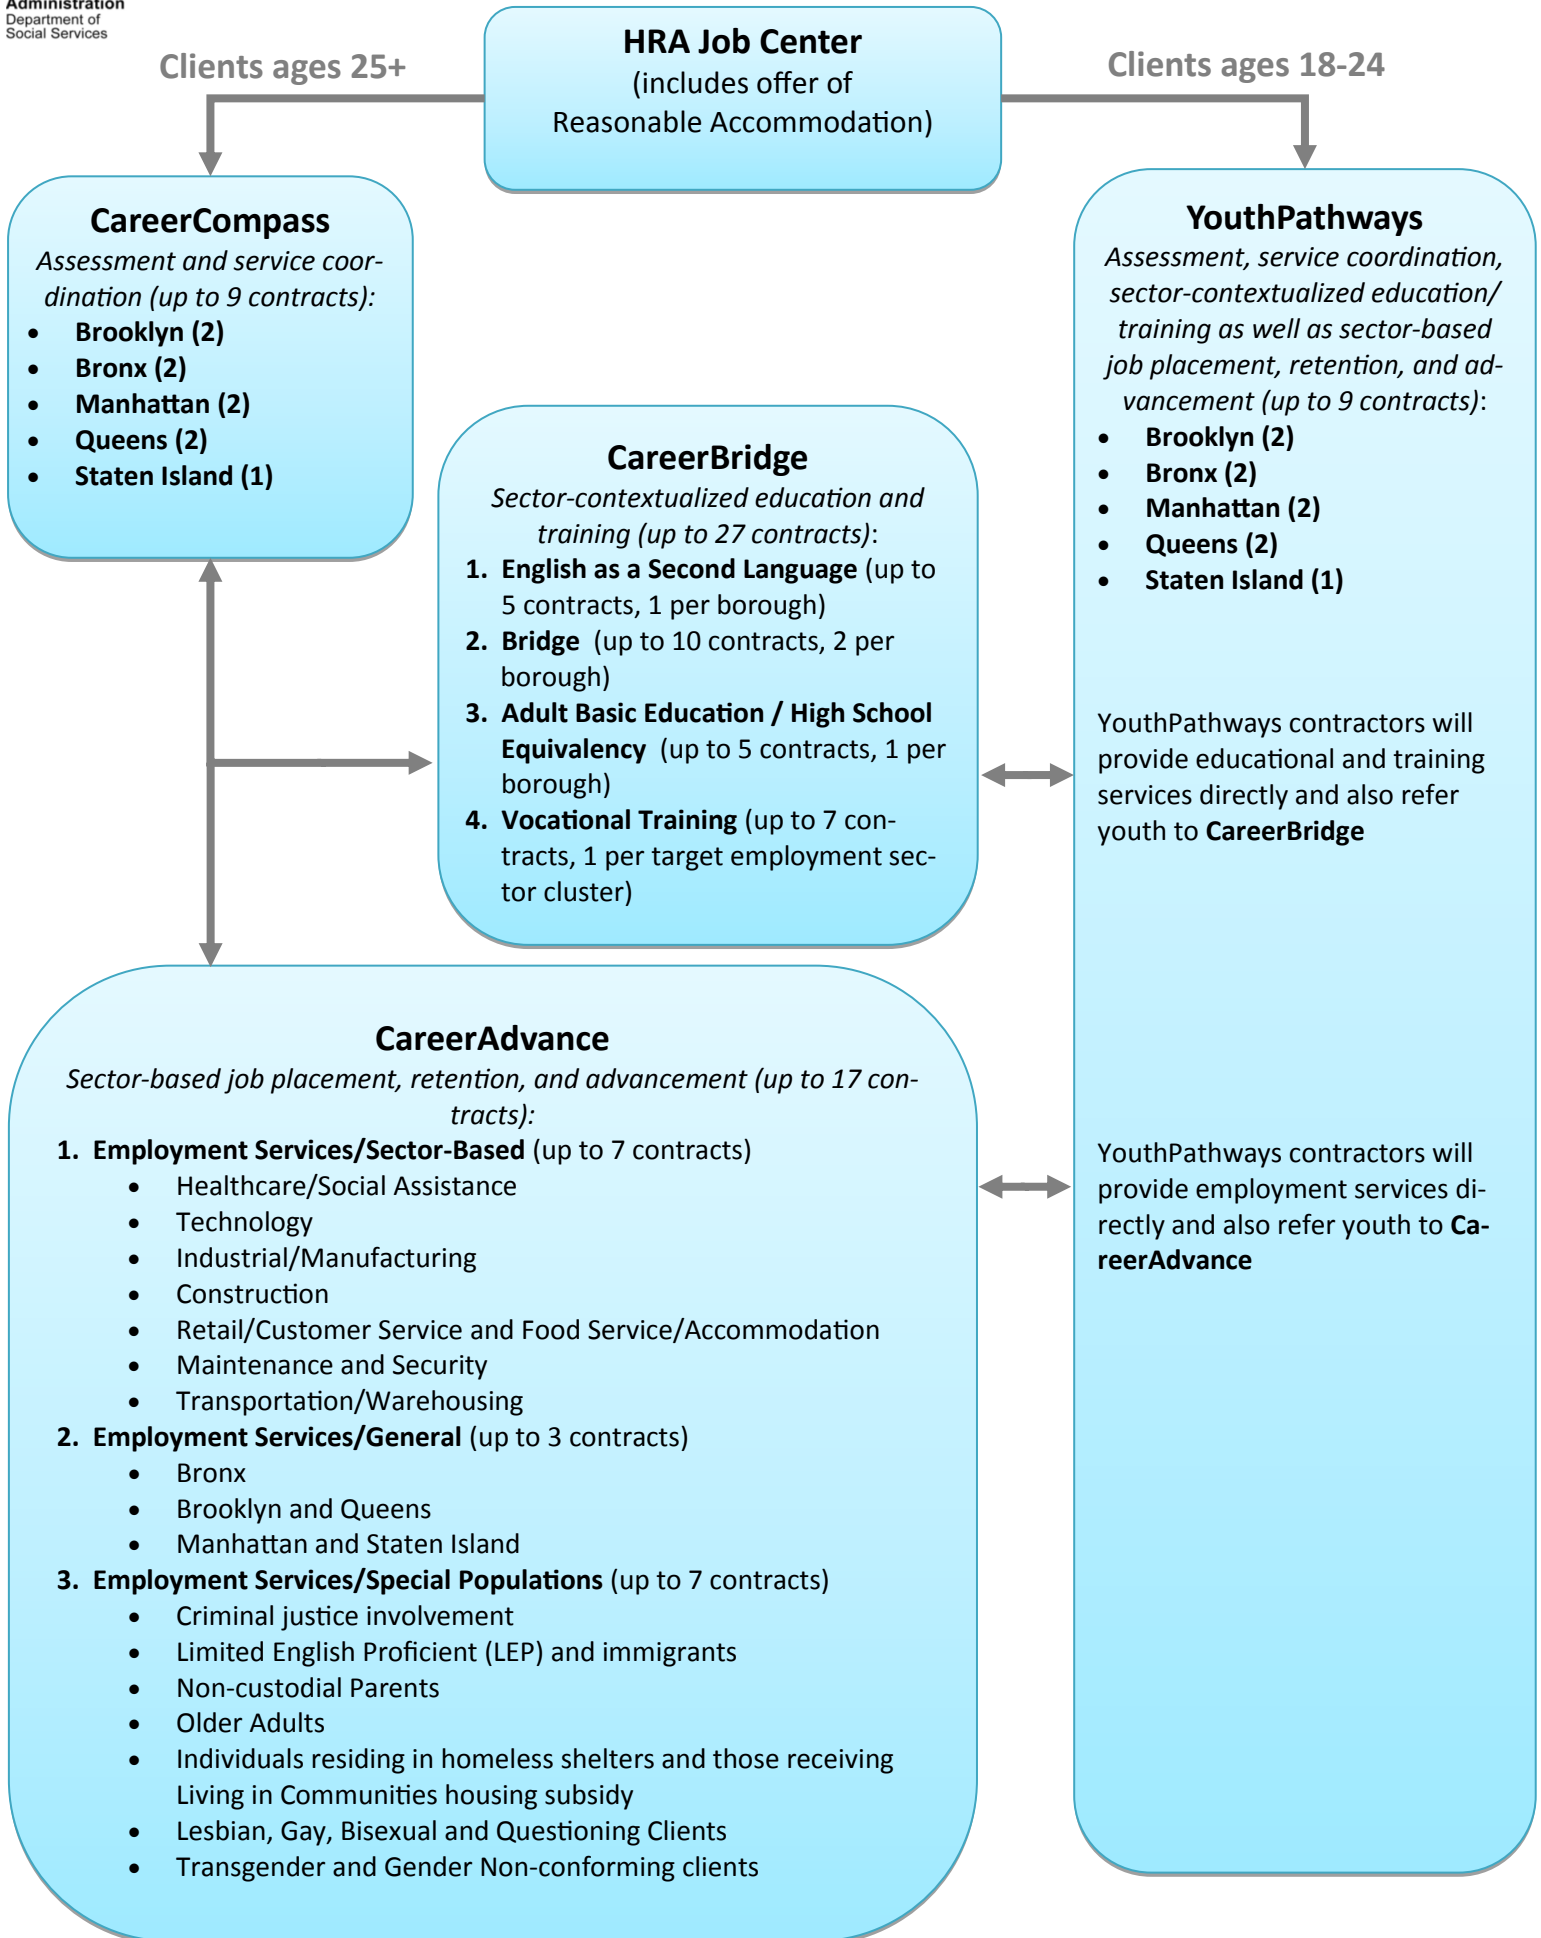 Administration
Department of
Social Services
Clients ages 25+
HRA Job Center
(includes offer of
Reasonable Accommodation)
Clients ages 18-24
CareerCompass
Assessment and service coor-
dination (up to 9 contracts):
• Brooklyn (2)
• Bronx (2)
• Manhattan (2)
• Queens (2)
• Staten Island (1)
CareerBridge
Sector-contextualized education and
training (up to 27 contracts):
1. English as a Second Language (up to
5 contracts, 1 per borough)
2. Bridge (up to 10 contracts, 2 per
borough)
3. Adult Basic Education / High School
Equivalency (up to 5 contracts, 1 per
borough)
4. Vocational Training (up to 7 con-
tracts, 1 per target employment sec-
tor cluster)
YouthPathways
Assessment, service coordination,
sector-contextualized education/
training as well as sector-based
job placement, retention, and ad-
vancement (up to 9 contracts):
• Brooklyn (2)
• Bronx (2)
• Manhattan (2)
• Queens (2)
• Staten Island (1)
YouthPathways contractors will
provide educational and training
services directly and also refer
youth to CareerBridge
YouthPathways contractors will
provide employment services di-
rectly and also refer youth to Ca-
reerAdvance
CareerAdvance
Sector-based job placement, retention, and advancement (up to 17 con-
tracts):
1. Employment Services/Sector-Based (up to 7 contracts)
• Healthcare/Social Assistance
• Technology
• Industrial/Manufacturing
• Construction
• Retail/Customer Service and Food Service/Accommodation
• Maintenance and Security
• Transportation/Warehousing
2. Employment Services/General (up to 3 contracts)
• Bronx
• Brooklyn and Queens
• Manhattan and Staten Island
3. Employment Services/Special Populations (up to 7 contracts)
• Criminal justice involvement
• Limited English Proficient (LEP) and immigrants
• Non-custodial Parents
• Older Adults
• Individuals residing in homeless shelters and those receiving
Living in Communities housing subsidy
• Lesbian, Gay, Bisexual and Questioning Clients
• Transgender and Gender Non-conforming clients